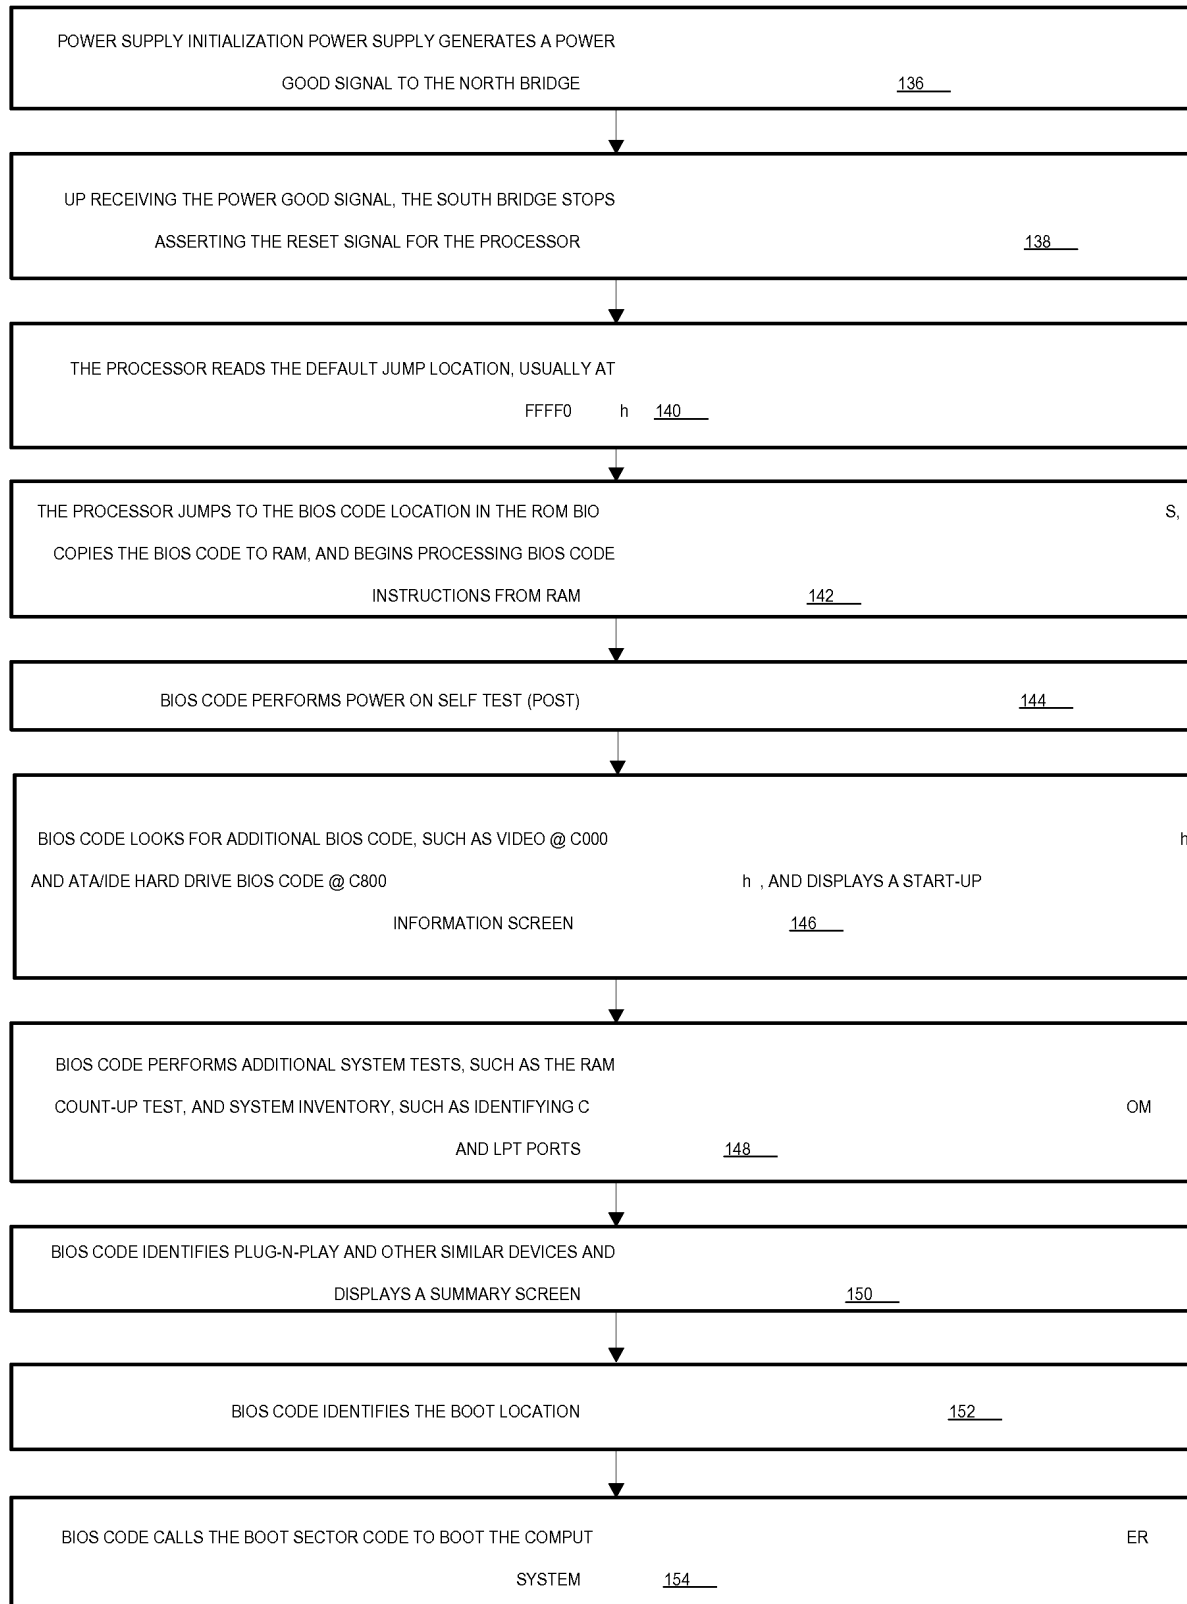 POWER SUPPLY INITIALIZATION POWER SUPPLY GENERATES A POWER
GOOD SIGNAL TO THE NORTH BRIDGE 136
UP RECEIVING THE POWER GOOD SIGNAL, THE SOUTH BRIDGE STOPS
ASSERTING THE RESET SIGNAL FOR THE PROCESSOR 138
THE PROCESSOR READS THE DEFAULT JUMP LOCATION, USUALLY AT
FFFF0 h 140
THE PROCESSOR JUMPS TO THE BIOS CODE LOCATION IN THE ROM BIO S,
COPIES THE BIOS CODE TO RAM, AND BEGINS PROCESSING BIOS CODE
INSTRUCTIONS FROM RAM 142
BIOS CODE PERFORMS POWER ON SELF TEST (POST) 144
BIOS CODE LOOKS FOR ADDITIONAL BIOS CODE, SUCH AS VIDEO @ C000 h
AND ATA/IDE HARD DRIVE BIOS CODE @ C800 h , AND DISPLAYS A START-UP
INFORMATION SCREEN 146
BIOS CODE PERFORMS ADDITIONAL SYSTEM TESTS, SUCH AS THE RAM
COUNT-UP TEST, AND SYSTEM INVENTORY, SUCH AS IDENTIFYING C OM
AND LPT PORTS 148
BIOS CODE IDENTIFIES PLUG-N-PLAY AND OTHER SIMILAR DEVICES AND
DISPLAYS A SUMMARY SCREEN 150
BIOS CODE IDENTIFIES THE BOOT LOCATION 152
BIOS CODE CALLS THE BOOT SECTOR CODE TO BOOT THE COMPUT ER
SYSTEM 154